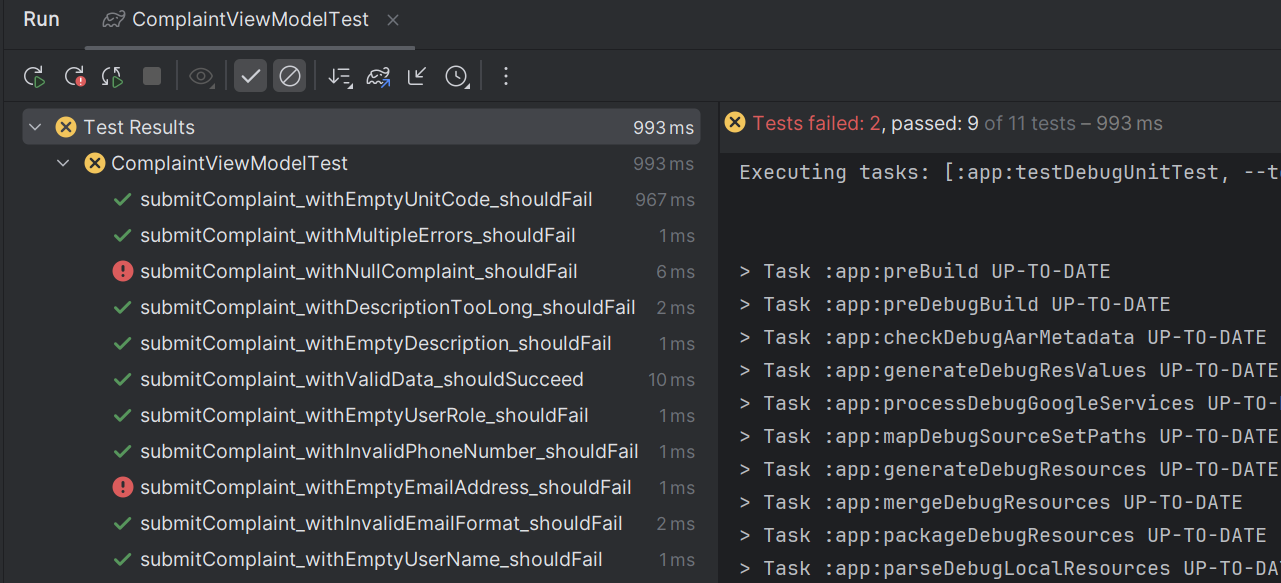 Run ComplaintViewModelTest
Test Results 993 ms
ComplaintViewModelTest 993 ms
submitComplaint_withEmptyUnitCode_shouldFail 967 ms
submitComplaint_withMultipleErrors_shouldFail 1 ms
submitComplaint_withNullComplaint_shouldFail 6 ms
submitComplaint_withDescriptionTooLong_shouldFail 2 ms
submitComplaint_withEmptyDescription_shouldFail 1 ms
submitComplaint_withValidData_shouldSucceed 10 ms
submitComplaint_withEmptyUserRole_shouldFail 1 ms
submitComplaint_withInvalidPhoneNumber_shouldFail 1 ms
submitComplaint_withEmptyEmailAddress_shouldFail 1 ms
submitComplaint_withInvalidEmailFormat_shouldFail 2 ms
submitComplaint_withEmptyUserName_shouldFail 1 ms
Tests failed: 2, passed: 9 of 11 tests – 993 ms
Executing tasks: [:app:testDebugUnitTest, --t
> Task :app:preBuild UP-TO-DATE
> Task :app:preDebugBuild UP-TO-DATE
> Task :app:checkDebugAarMetadata UP-TO-DATE
> Task :app:generateDebugResValues UP-TO-DATE
> Task :app:processDebugGoogleServices UP-TO-
> Task :app:mapDebugSourceSetPaths UP-TO-DATE
> Task :app:generateDebugResources UP-TO-DATE
> Task :app:mergeDebugResources UP-TO-DATE
> Task :app:packageDebugResources UP-TO-DATE
> Task :app:parseDebugLocalResources UP-TO-DA